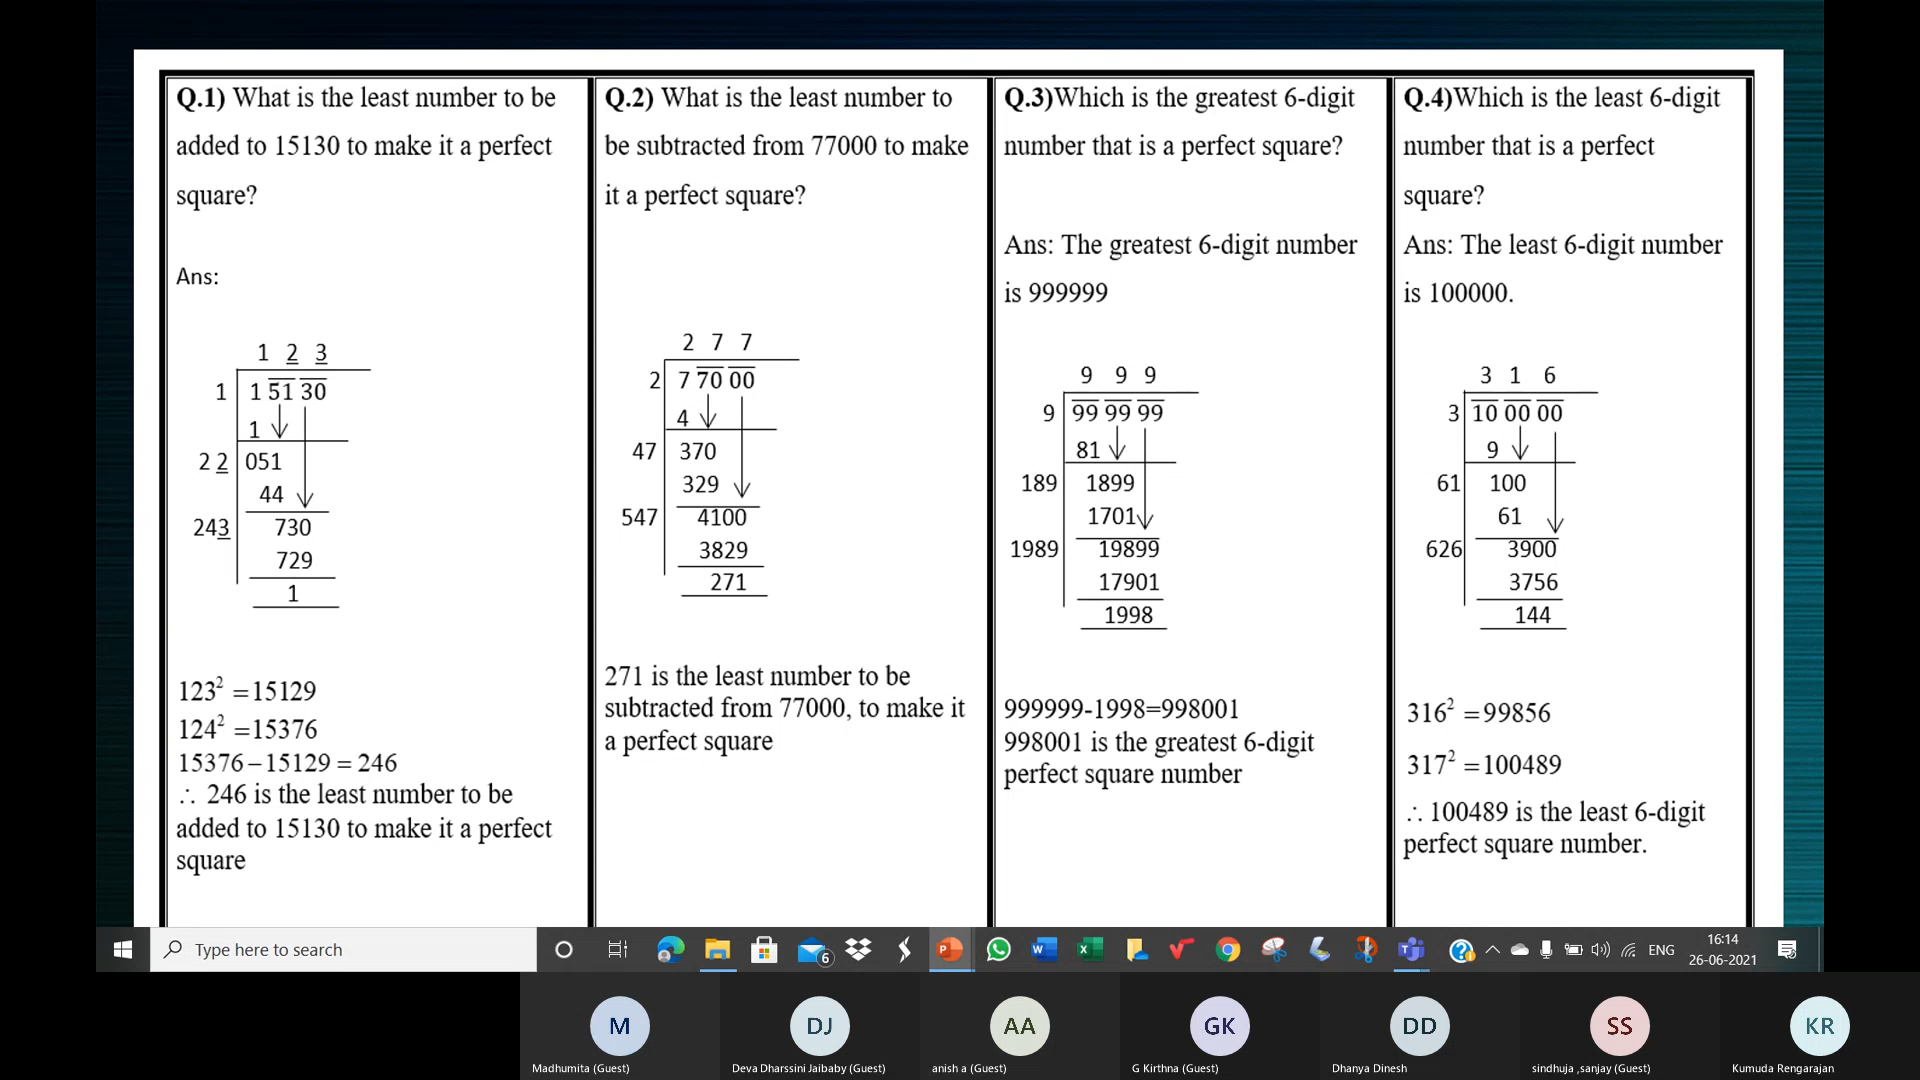 Q.1) What is the least number to be
added to 15130 to make it a perfect
square?
Ans:
1 2 3
1 1 51 30
1
2 2 051
44
243 730
729
1
123² =15129
124² =15376
15376−15129 = 246
∴ 246 is the least number to be
added to 15130 to make it a perfect
square
Q.2) What is the least number to
be subtracted from 77000 to make
it a perfect square?
2 7 7
2 7 70 00
4
47 370
329
547 4100
3829
271
271 is the least number to be
subtracted from 77000, to make it
a perfect square
Q.3)Which is the greatest 6-digit
number that is a perfect square?
Ans: The greatest 6-digit number
is 999999
9 9 9
9 99 99 99
81
189 1899
1701
1989 19899
17901
1998
999999-1998=998001
998001 is the greatest 6-digit
perfect square number
Q.4)Which is the least 6-digit
number that is a perfect
square?
Ans: The least 6-digit number
is 100000.
3 1 6
3 10 00 00
9
61 100
61
626 3900
3756
144
316² =99856
317² =100489
∴ 100489 is the least 6-digit
perfect square number.
Type here to search
6
ENG
16:14
26-06-2021
M
DJ
AA
GK
DD
SS
KR
Madhumita (Guest)
Deva Dharssini Jaibaby (Guest)
anish a (Guest)
G Kirthna (Guest)
Dhanya Dinesh
sindhuja ,sanjay (Guest)
Kumuda Rengarajan